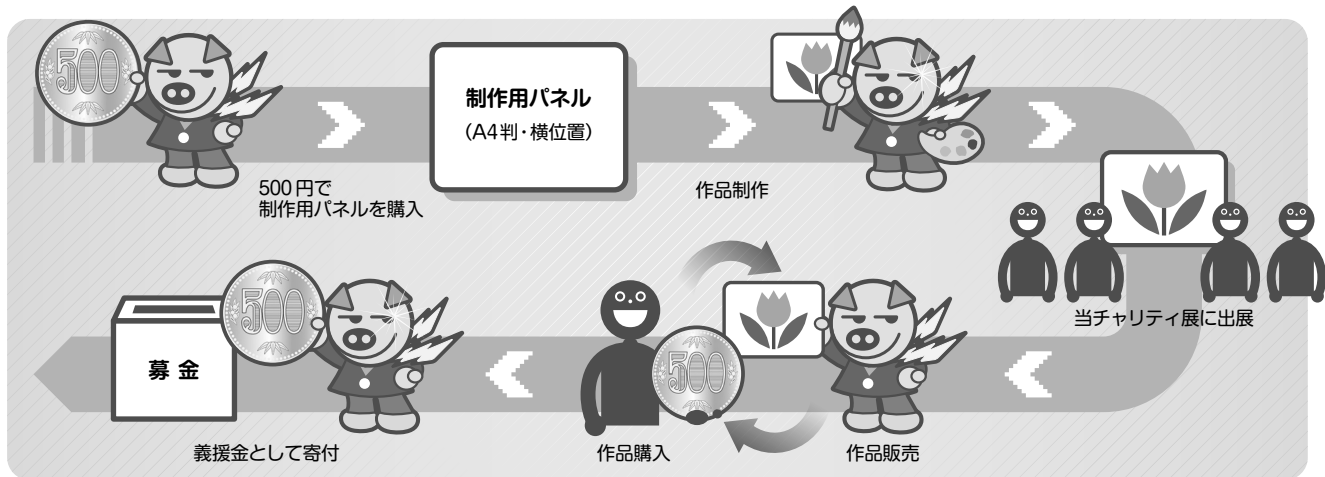 500
制作用パネル
（A4判・横位置）
500円で
制作用パネルを購入
作品制作
当チャリティ展に出展
500
500
募金
義援金として寄付
作品購入
作品販売